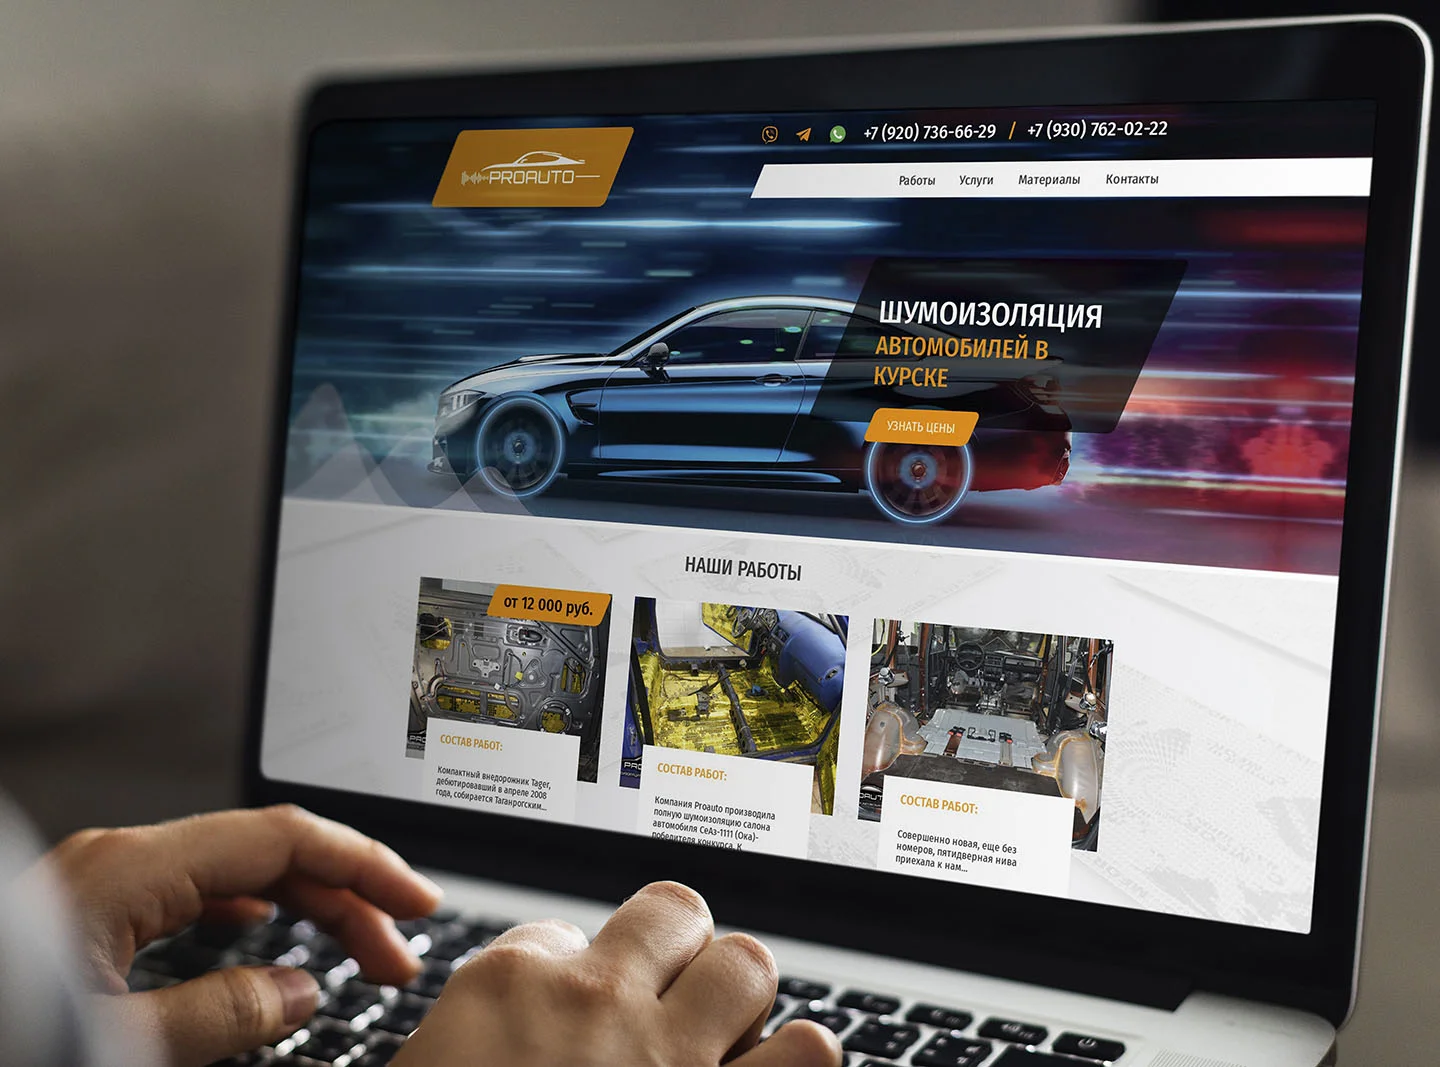 PROAUTO
+7 (920) 736-66-29 / +7 (930) 762-02-22
Работы Услуги Материалы Контакты
ШУМОИЗОЛЯЦИЯ
АВТОМОБИЛЕЙ В
КУРСКЕ
УЗНАТЬ ЦЕНЫ
НАШИ РАБОТЫ
от 12 000 руб.
СОСТАВ РАБОТ:
Компактный внедорожник Tager,
дебютировавший в апреле 2008
года, собирается Таганрогским...
СОСТАВ РАБОТ:
Компания Proauto производила
полную шумоизоляцию салона
автомобиля СеАз-1111 (Ока)-
победителя конкурса. К
СОСТАВ РАБОТ:
Совершенно новая, еще без
номеров, пятидверная нива
приехала к нам...